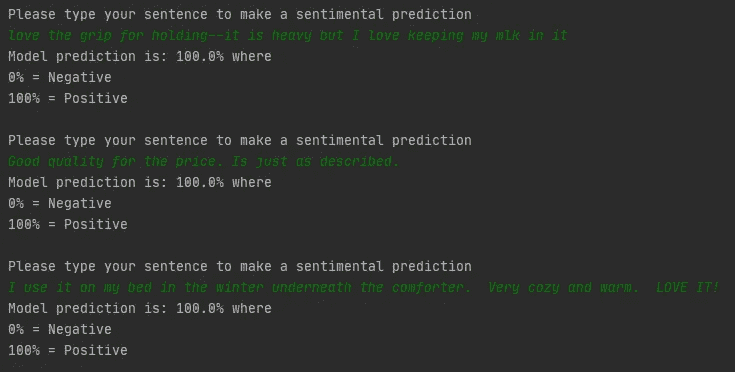 Please type your sentence to make a sentimental prediction
love the grip for holding--it is heavy but I love keeping my mlk in it
Model prediction is: 100.0% where
0% = Negative
100% = Positive
Please type your sentence to make a sentimental prediction
Good quality for the price. Is just as described.
Model prediction is: 100.0% where
0% = Negative
100% = Positive
Please type your sentence to make a sentimental prediction
I use it on my bed in the winter underneath the comforter.  Very cozy and warm.  LOVE IT!
Model prediction is: 100.0% where
0% = Negative
100% = Positive